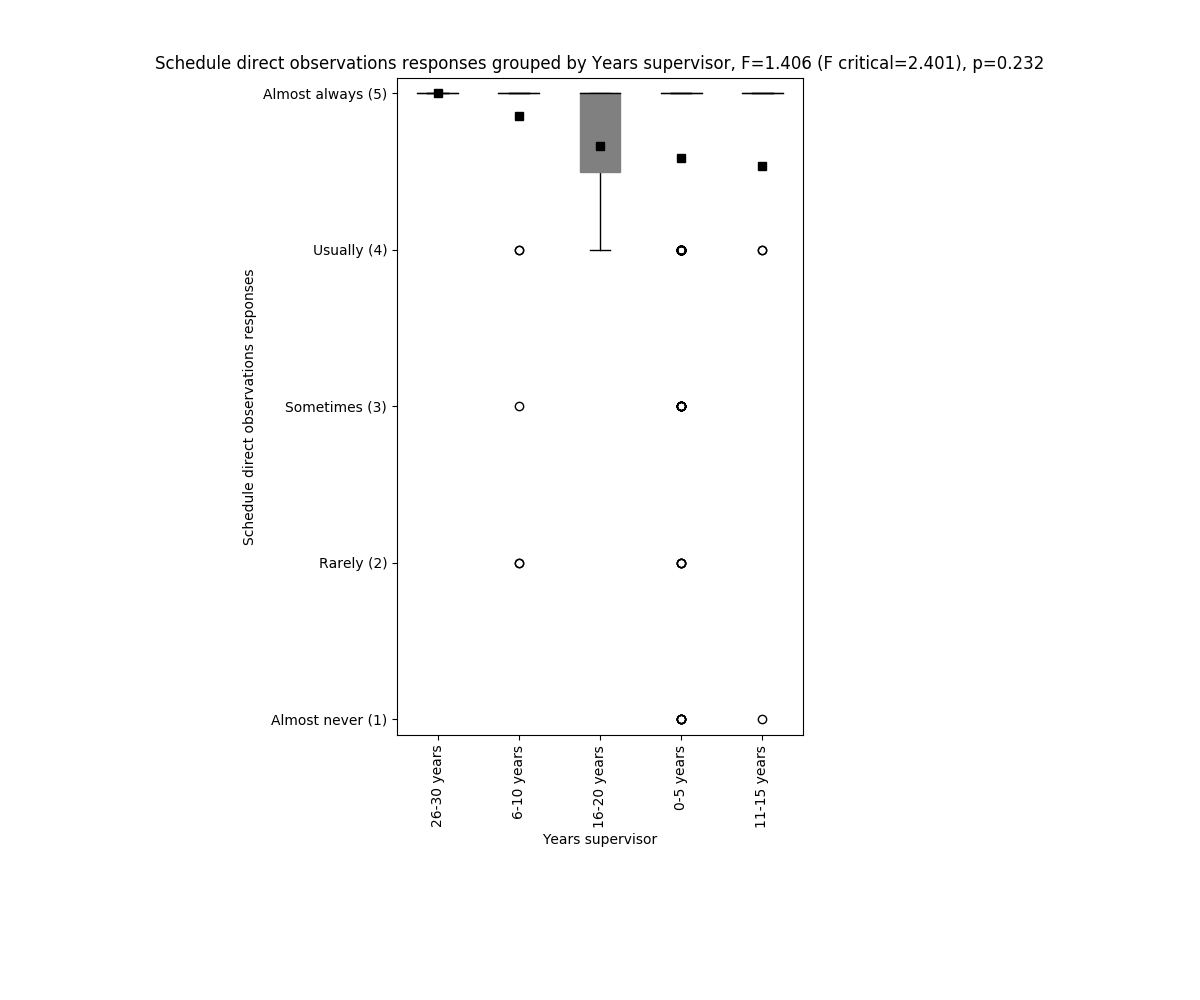 Schedule direct observations responses grouped by Years supervisor, F=1.406 (F critical=2.401), p=0.232
Almost always (5)
Usually (4)
Sometimes (3)
Rarely (2)
Almost never (1)
Schedule direct observations responses
26-30 years
6-10 years
16-20 years
0-5 years
11-15 years
Years supervisor